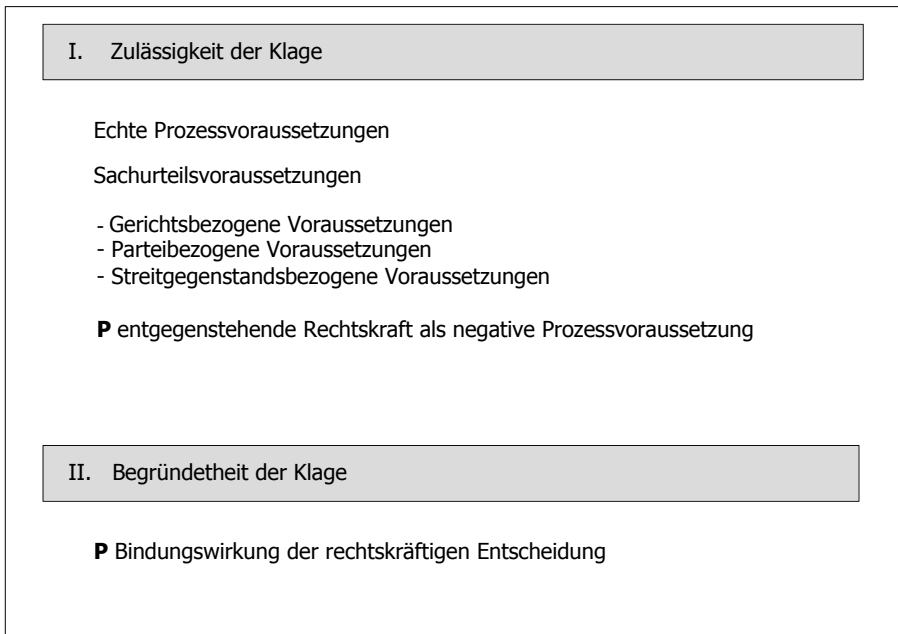 I. Zulässigkeit der Klage
Echte Prozessvoraussetzungen
Sachurteilsvoraussetzungen
- Gerichtsbezogene Voraussetzungen
- Parteibezogene Voraussetzungen
- Streitgegenstandsbezogene Voraussetzungen
P entgegenstehende Rechtskraft als negative Prozessvoraussetzung
II. Begründetheit der Klage
P Bindungswirkung der rechtskräftigen Entscheidung